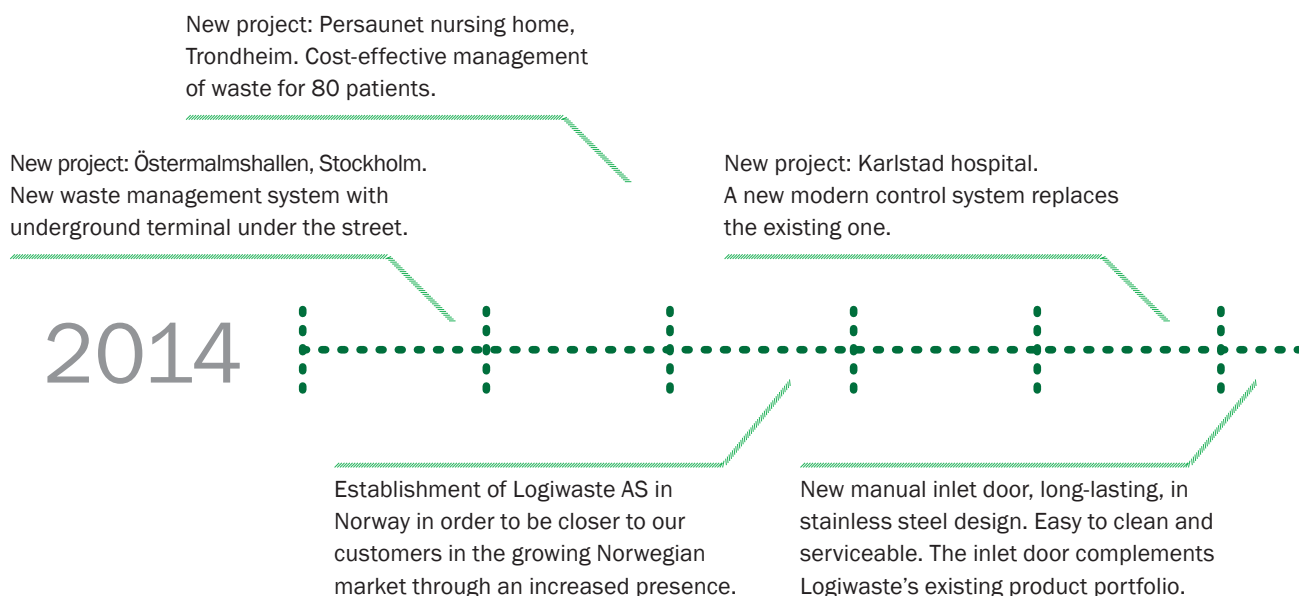 New project: Persaunet nursing home,
Trondheim. Cost-effective management
of waste for 80 patients.
New project: Östermalmshallen, Stockholm.
New waste management system with
underground terminal under the street.
New project: Karlstad hospital.
A new modern control system replaces
the existing one.
2014
Establishment of Logiwaste AS in
Norway in order to be closer to our
customers in the growing Norwegian
market through an increased presence.
New manual inlet door, long-lasting, in
stainless steel design. Easy to clean and
serviceable. The inlet door complements
Logiwaste’s existing product portfolio.